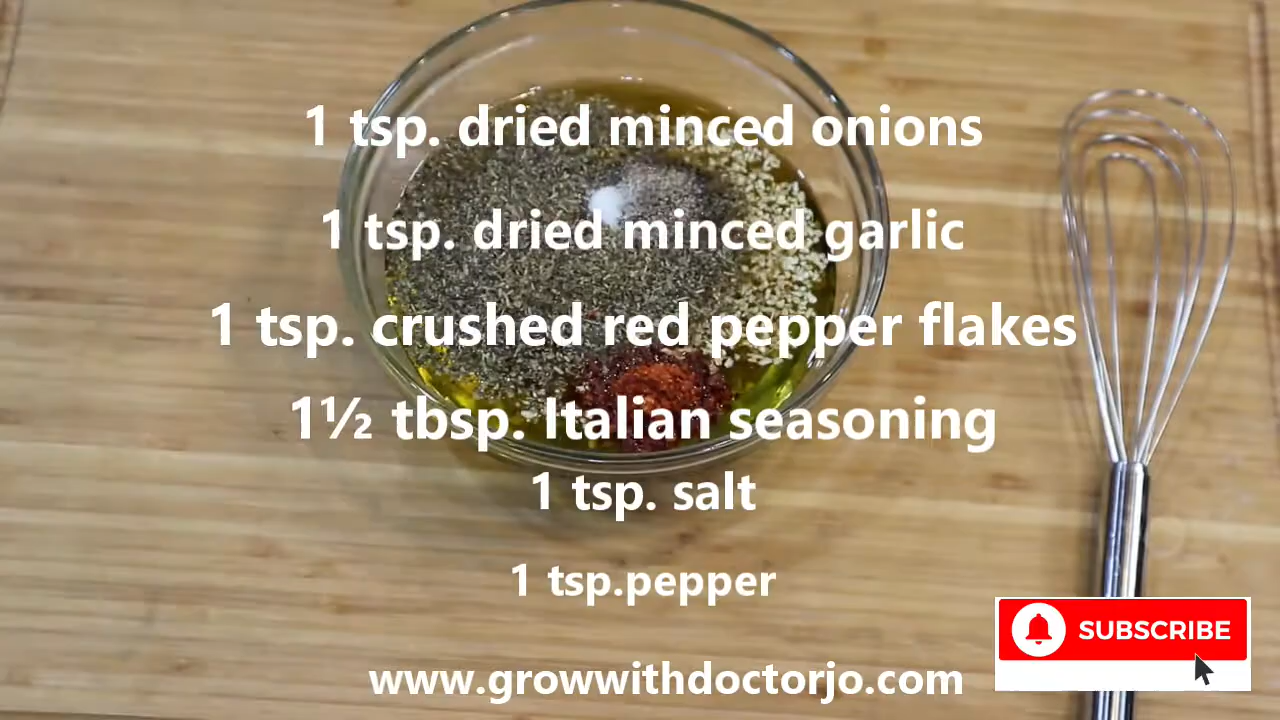 1 tsp. dried minced onions
1 tsp. dried minced garlic
1 tsp. crushed red pepper flakes
1½ tbsp. Italian seasoning
1 tsp. salt
1 tsp.pepper
SUBSCRIBE
www.growwithdoctorjo.com